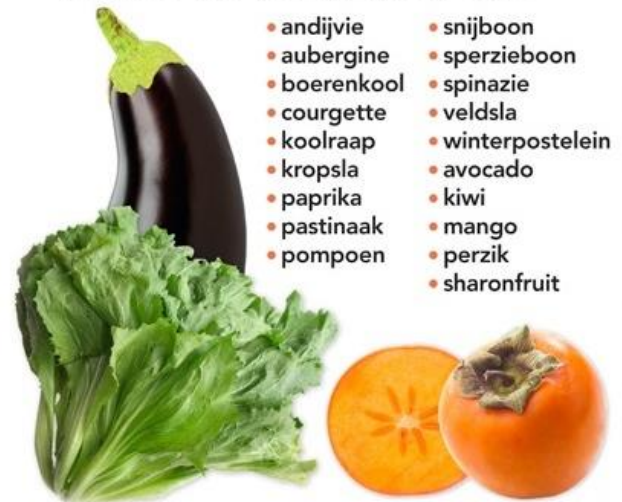 andijvie
aubergine
boerenkool
courgette
koolraap
kropsla
paprika
pastinaak
pompoen
snijboon
sperzieboon
spinazie
veldsla
winterpostelein
avocado
kiwi
mango
perzik
sharonfruit